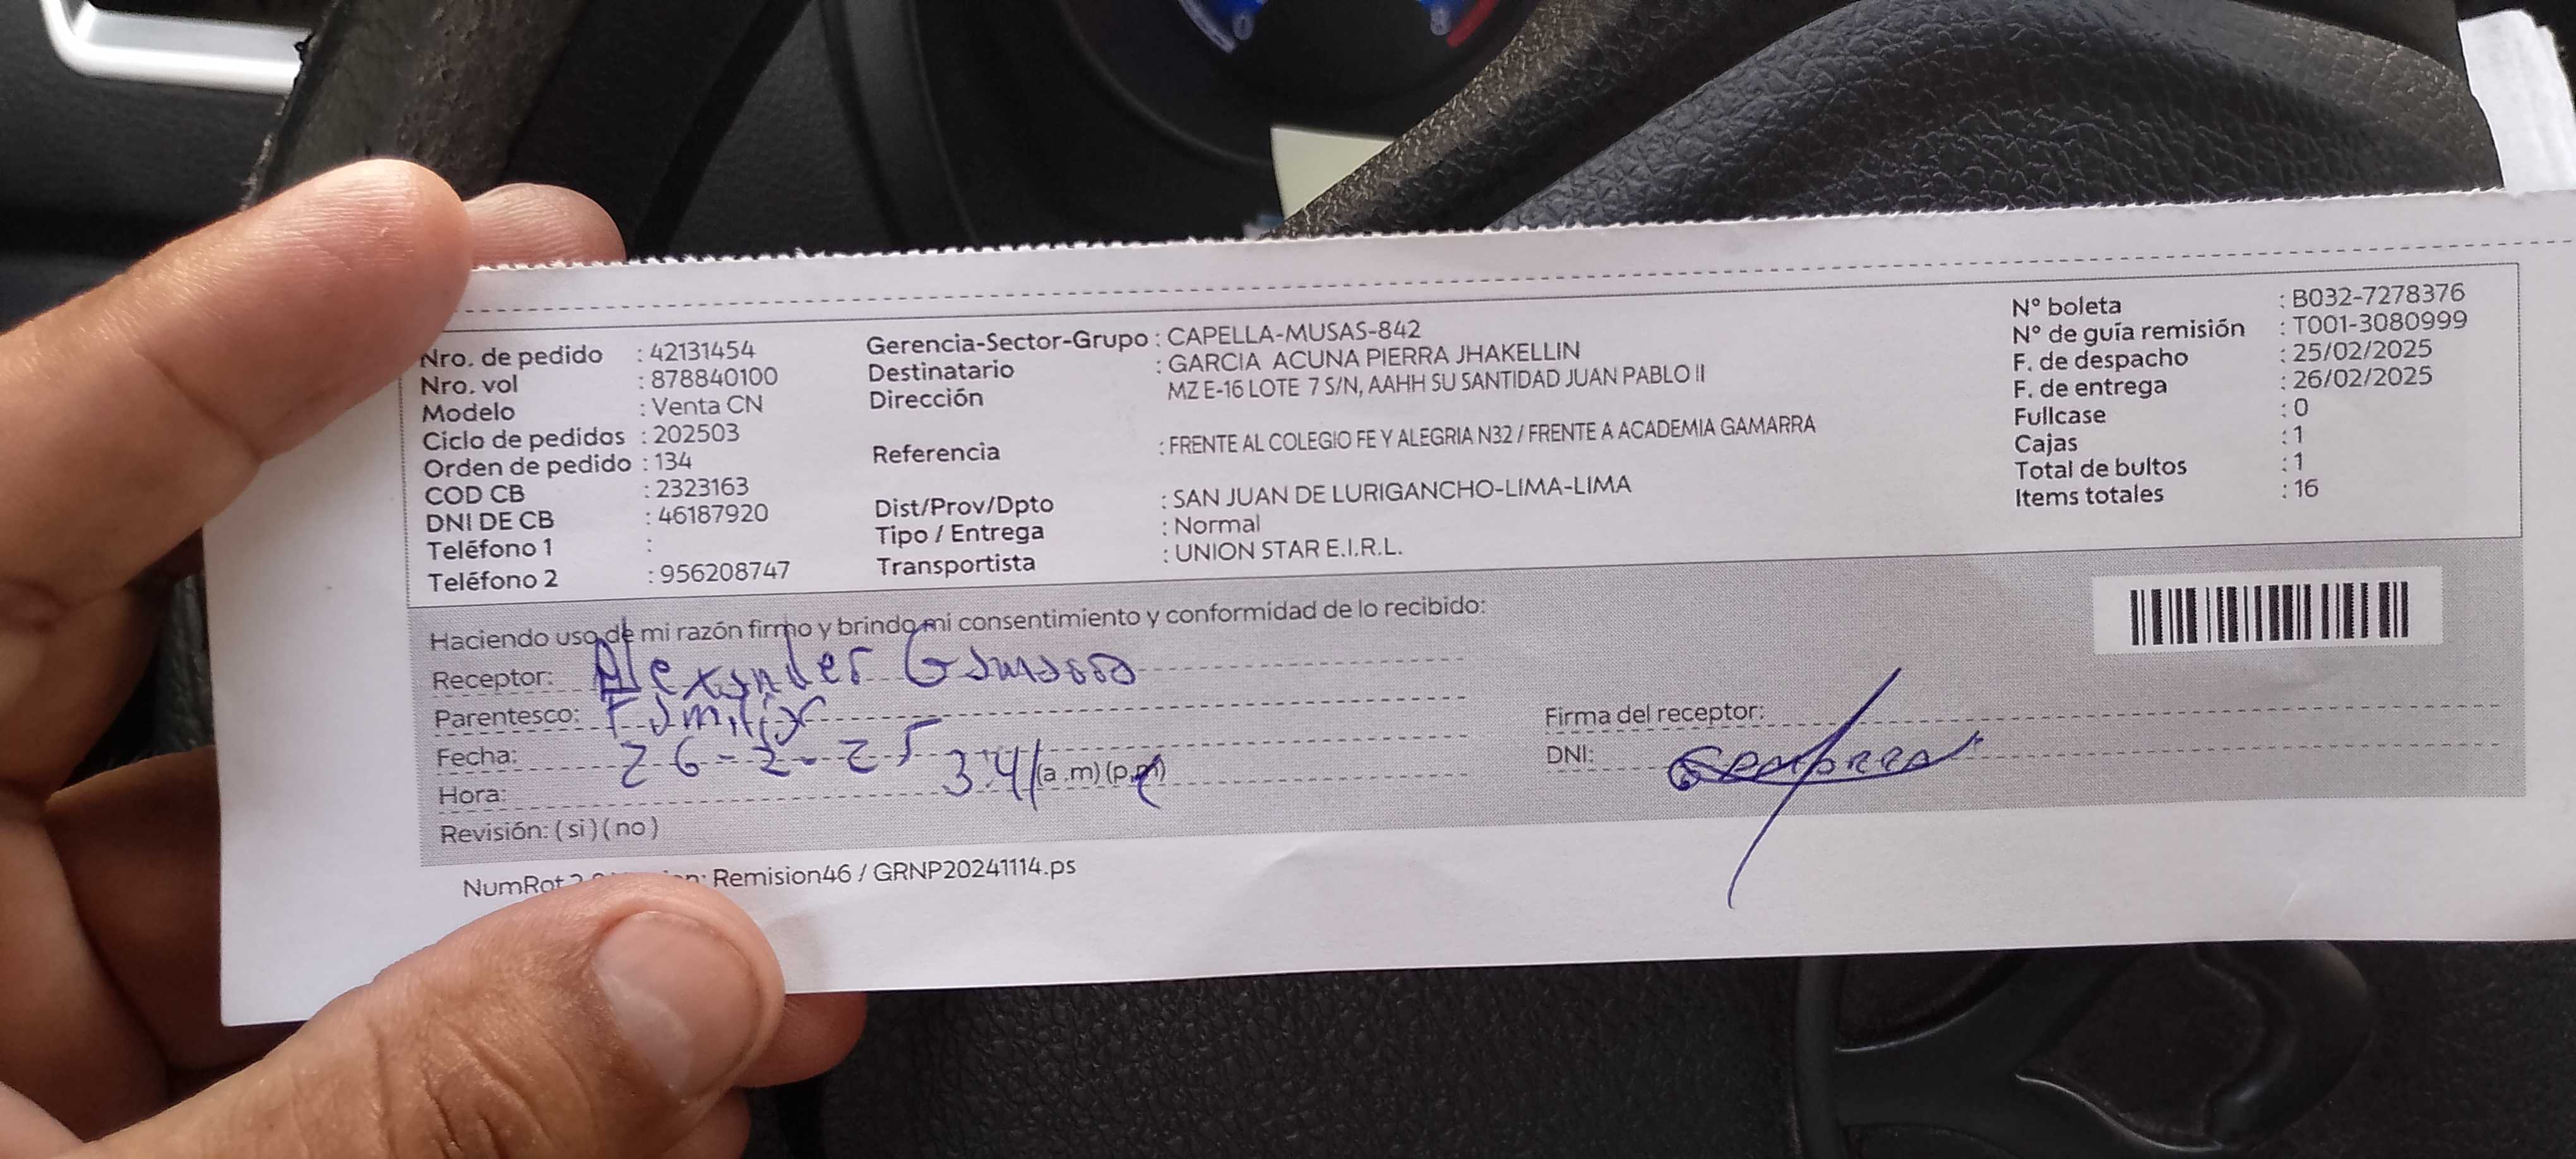 Nro. de pedido : 42131454
Nro. vol : 878840100
Modelo : Venta CN
Ciclo de pedidos : 202503
Orden de pedido : 134
COD CB : 2323163
DNI DE CB : 46187920
Teléfono 1 :
Teléfono 2 : 956208747
Gerencia-Sector-Grupo : CAPELLA-MUSAS-842
Destinatario : GARCIA ACUNA PIERRA JHAKELLIN
Dirección MZ E-16 LOTE 7 S/N, AAHH SU SANTIDAD JUAN PABLO II
Referencia : FRENTE AL COLEGIO FE Y ALEGRIA N32 / FRENTE A ACADEMIA GAMARRA
Dist/Prov/Dpto : SAN JUAN DE LURIGANCHO-LIMA-LIMA
Tipo / Entrega : Normal
Transportista : UNION STAR E.I.R.L.
Nº boleta : B032-7278376
Nº de guía remisión : T001-3080999
F. de despacho : 25/02/2025
F. de entrega : 26/02/2025
Fullcase : 0
Cajas : 1
Total de bultos : 1
Items totales : 16
Haciendo uso de mi razón firmo y brindo mi consentimiento y conformidad de lo recibido:
Receptor: Alexander Gamarra
Parentesco: Familiar
Fecha: 26-2-25
Hora: 3:41 (a.m) (p.m)
Revisión: ( si ) ( no )
Firma del receptor:
DNI:
NumRot Remision46 / GRNP20241114.ps